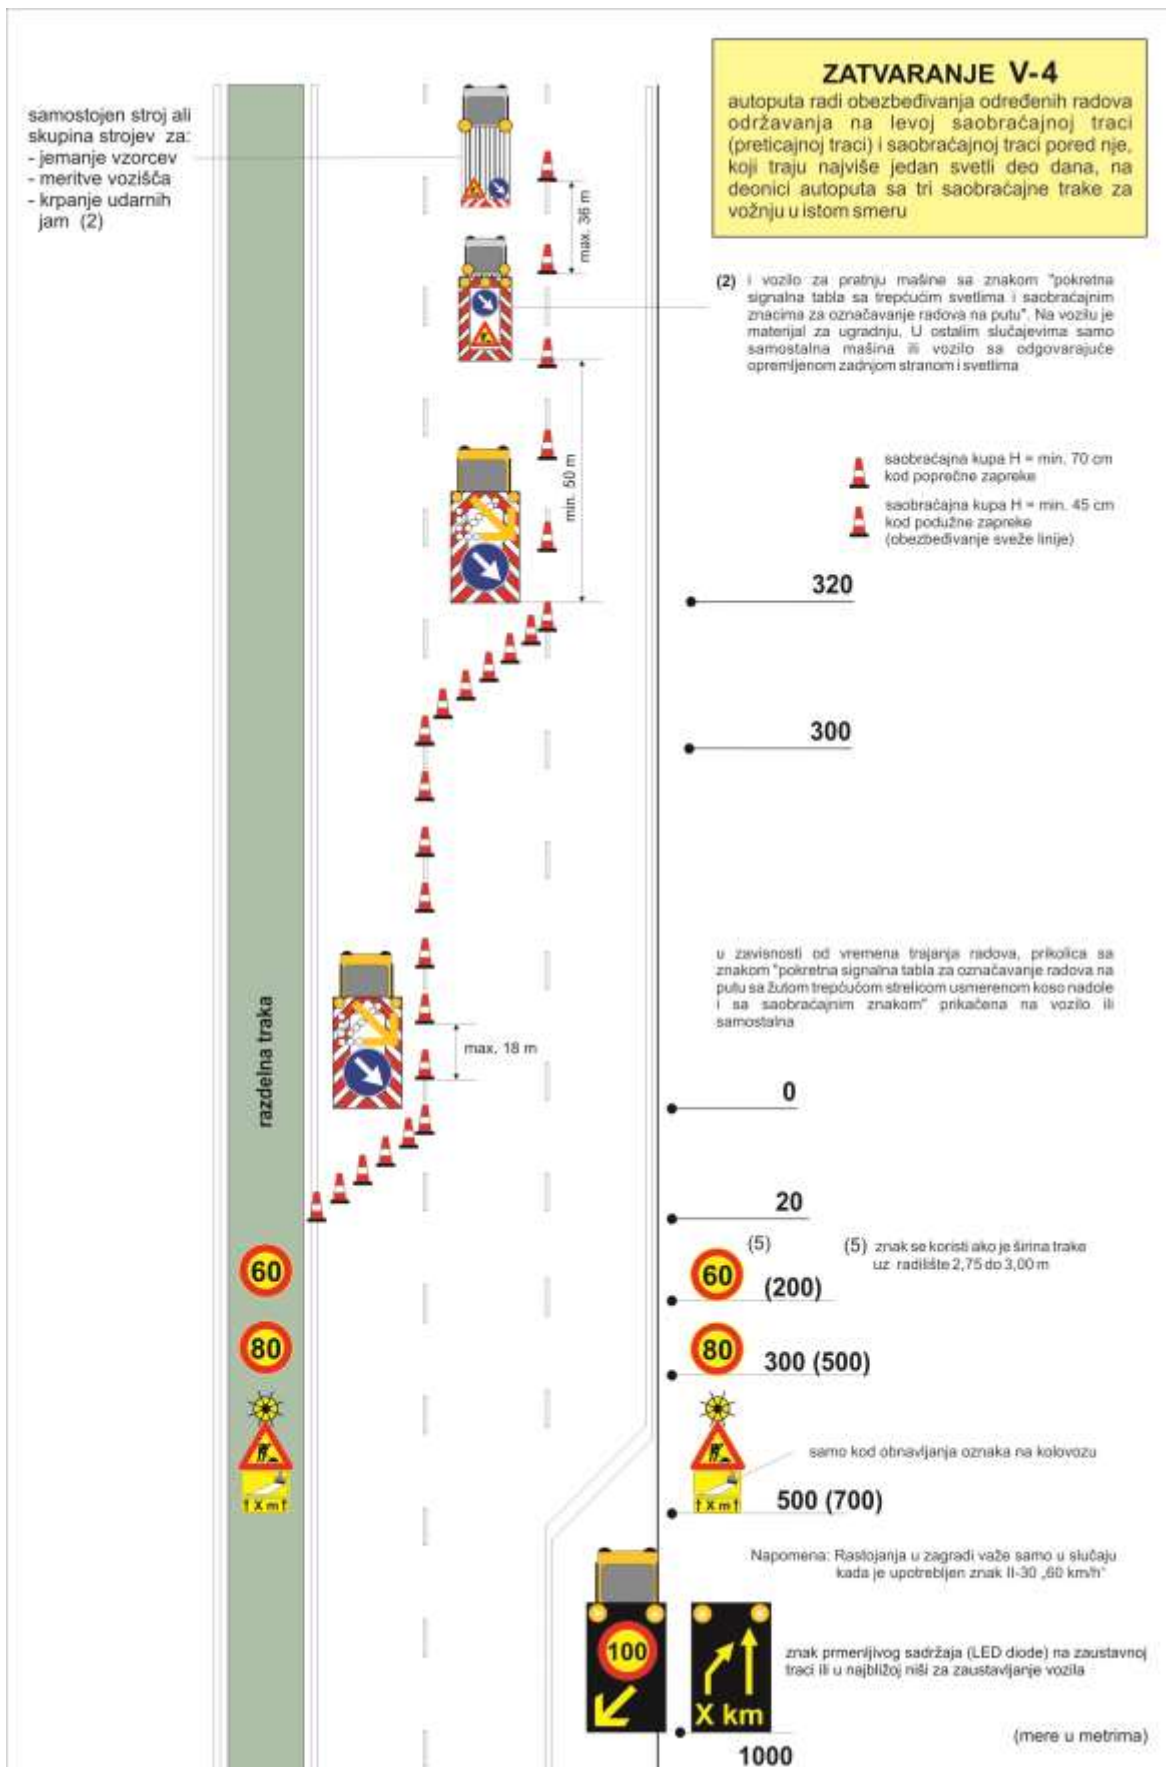 ZATVARANJE V-4
autoputa radi obezbeđivanja određenih radova
održavanja na levoj saobraćajnoj traci
(preticajnoj traci) i saobraćajnoj traci pored nje,
koji traju najviše jedan svetli deo dana, na
deonici autoputa sa tri saobraćajne trake za
vožnju u istom smeru
samostojen stroj ali
skupina strojev za:
- jemanje vzorcev
- meritve vozišča
- krpanje udarnih
jam (2)
max. 36 m
(2) i vozilo za pratnju mašine sa znakom "pokretna
signalna tabla sa trepćućim svetlima i saobraćajnim
znacima za označavanje radova na putu". Na vozilu je
materijal za ugradnju. U ostalim slučajevima samo
samostalna mašina ili vozilo sa odgovarajuće
opremljenom zadnjom stranom i svetlima
min. 50 m
saobraćajna kupa H = min. 70 cm
kod poprečne zapreke
saobraćajna kupa H = min. 45 cm
kod podužne zapreke
(obezbeđivanje sveže linije)
320
300
u zavisnosti od vremena trajanja radova, prikolica sa
znakom "pokretna signalna tabla za označavanje radova na
putu sa žutom trepćućom strelicom usmerenom koso nadole
i sa saobraćajnim znakom" prikačena na vozilo ili
samostalna
razdelna traka
max. 18 m
0
20
60
60
(5)
(200)
(5) znak se koristi ako je širina trake
uz radilište 2,75 do 3,00 m
80
80
300 (500)
samo kod obnavljanja oznaka na kolovozu
X m
X m
500 (700)
Napomena: Rastojanja u zagradi važe samo u slučaju
kada je upotrebljen znak II-30 „60 km/h"
100
X km
znak prmenljivog sadržaja (LED diode) na zaustavnoj
traci ili u najbližoj niši za zaustavljanje vozila
1000
(mere u metrima)